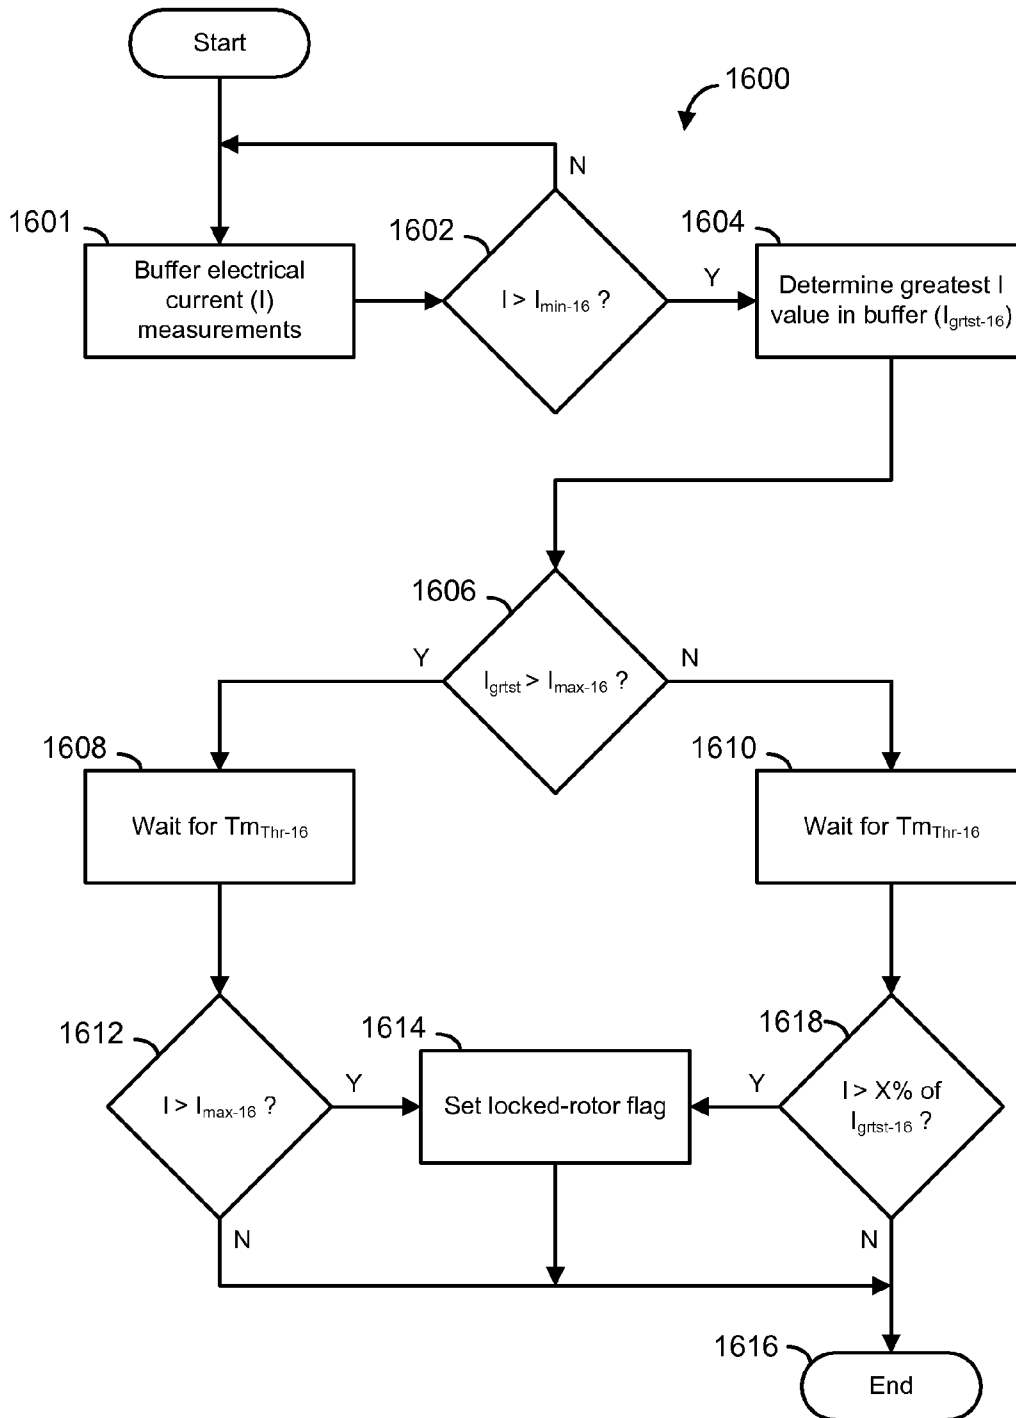 Start
1600
1601
Buffer electrical
current (I)
measurements
1602
I > Imin-16 ?
N
Y
1604
Determine greatest I
value in buffer (Igrtst-16)
1606
Igrtst > Imax-16 ?
Y
N
1608
Wait for TmThr-16
1610
Wait for TmThr-16
1612
I > Imax-16 ?
Y
N
1614
Set locked-rotor flag
1618
I > X% of
Igrtst-16 ?
Y
N
1616
End